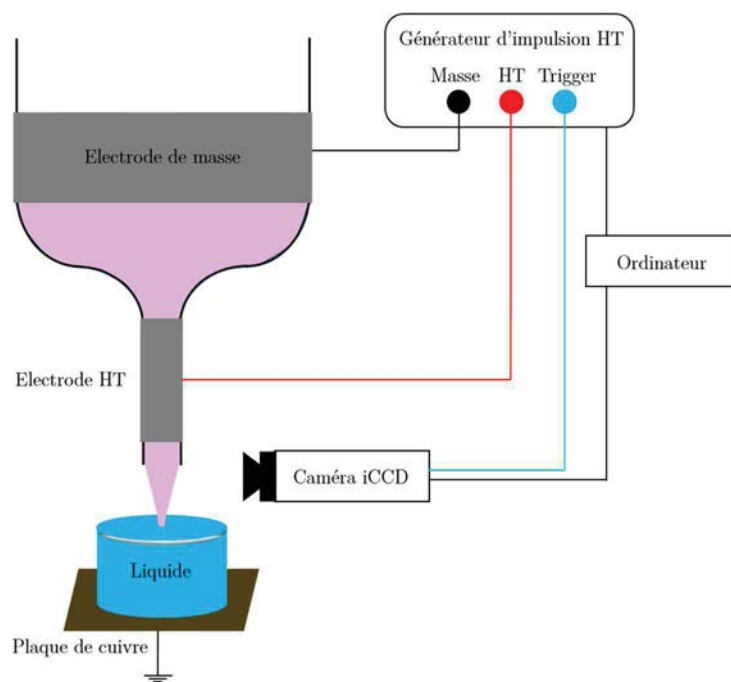 Générateur d'impulsion HT
Masse HT Trigger
Electrode de masse
Ordinateur
Electrode HT
Caméra iCCD
Liquide
Plaque de cuivre